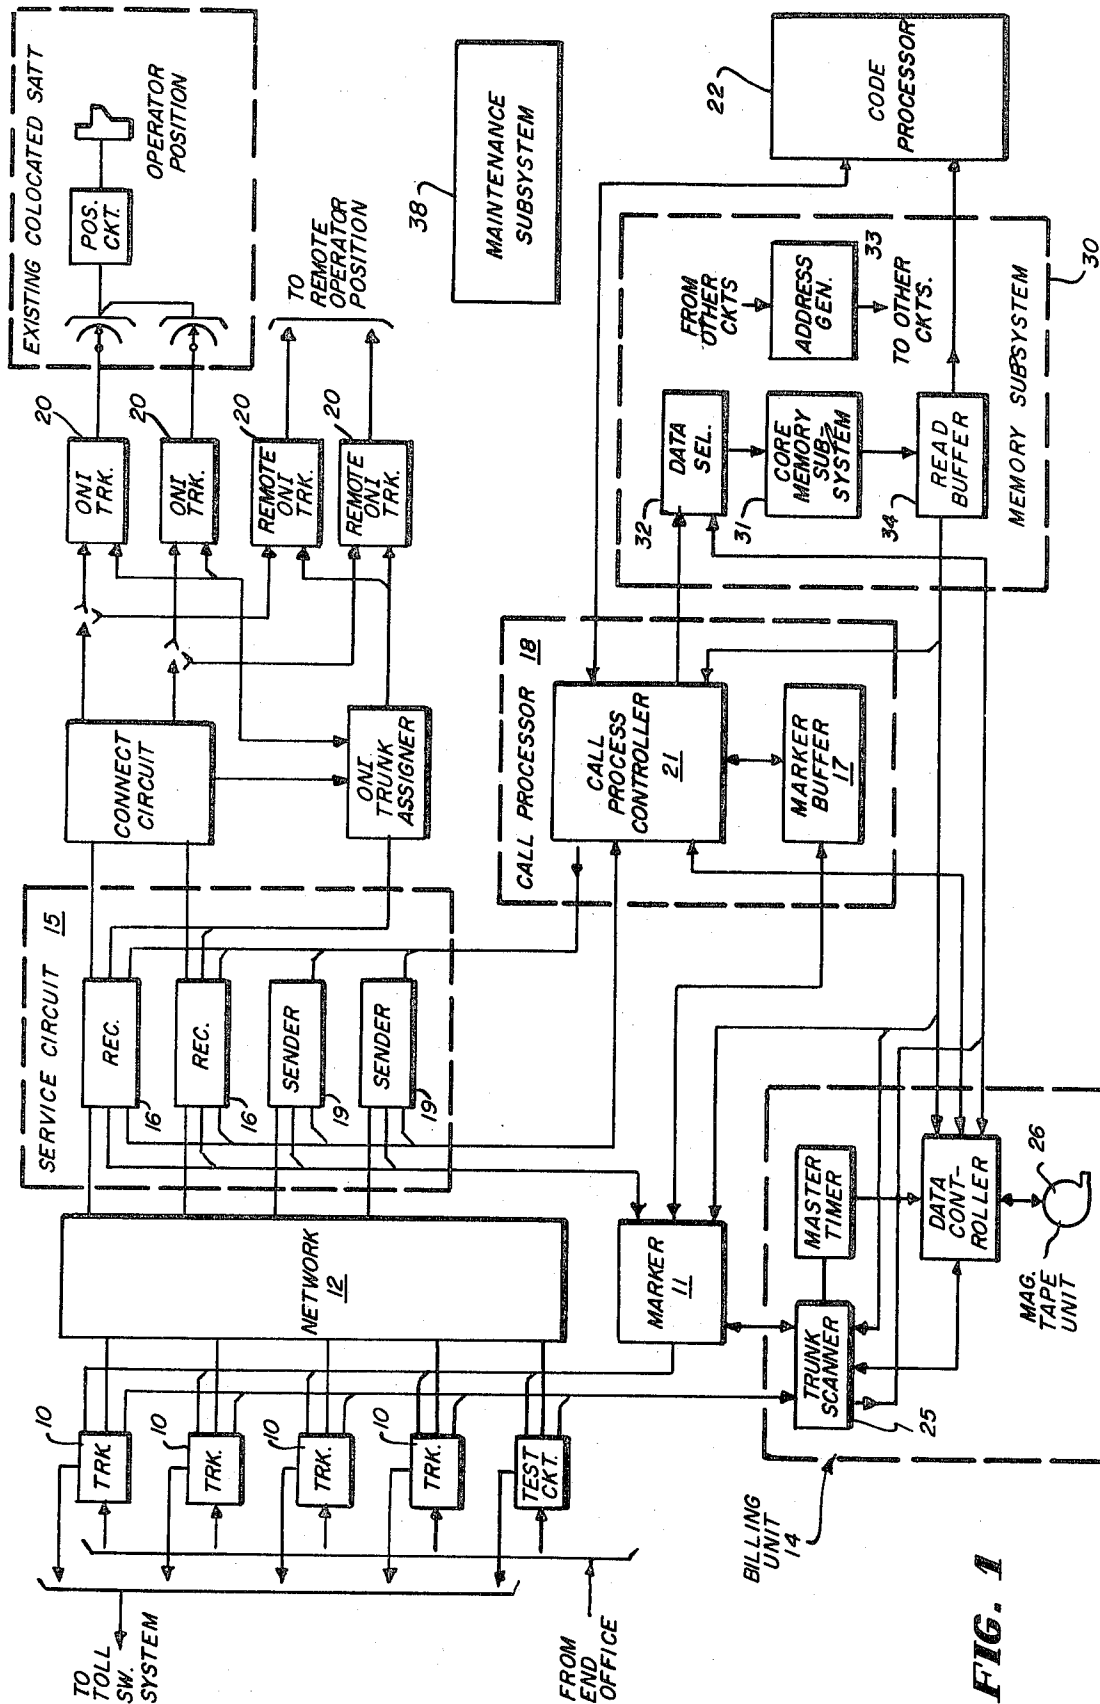 TO
TOLL
SW.
SYSTEM
FROM
END
OFFICE
10
TRK.
10
TRK.
10
TRK.
10
TRK.
TEST
CKT.
NETWORK
12
SERVICE CIRCUIT 15
REC.
16
REC.
16
SENDER
19
SENDER
19
CONNECT
CIRCUIT
ONI
TRUNK
ASSIGNER
20
ONI
TRK.
20
ONI
TRK.
20
REMOTE
ONI
TRK.
20
REMOTE
ONI
TRK.
EXISTING COLOCATED SATT
POS.
CKT.
OPERATOR
POSITION
TO
REMOTE
OPERATOR
POSITION
38
MAINTENANCE
SUBSYSTEM
MARKER
11
CALL PROCESSOR 18
CALL
PROCESS
CONTROLLER
21
MARKER
BUFFER
17
32
DATA
SEL.
31
CORE
MEMORY
SUB-
SYSTEM
34
READ
BUFFER
FROM
OTHER
CKTS
ADDRESS
GEN.
33
TO OTHER
CKTS.
MEMORY SUBSYSTEM
30
22
CODE
PROCESSOR
BILLING
UNIT
14
TRUNK
SCANNER
25
MASTER
TIMER
DATA
CONT-
ROLLER
26
MAG.
TAPE
UNIT
FIG. 1